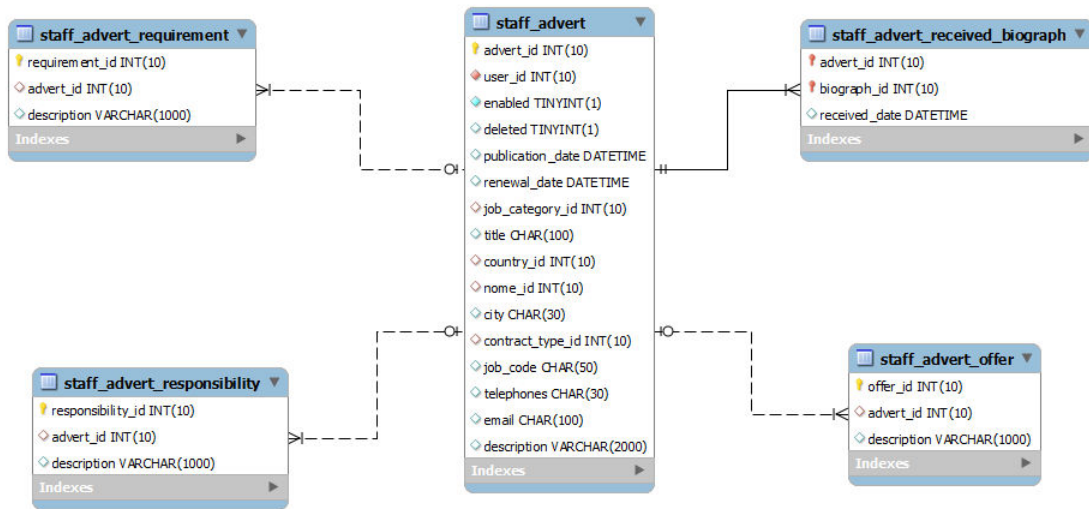 staff_advert_requirement
requirement_id INT(10)
advert_id INT(10)
description VARCHAR(1000)
Indexes
staff_advert
advert_id INT(10)
user_id INT(10)
enabled TINYINT(1)
deleted TINYINT(1)
publication_date DATETIME
renewal_date DATETIME
job_category_id INT(10)
title CHAR(100)
country_id INT(10)
nome_id INT(10)
city CHAR(30)
contract_type_id INT(10)
job_code CHAR(50)
telephones CHAR(30)
email CHAR(100)
description VARCHAR(2000)
Indexes
staff_advert_received_biograph
advert_id INT(10)
biograph_id INT(10)
received_date DATETIME
Indexes
staff_advert_responsibility
responsibility_id INT(10)
advert_id INT(10)
description VARCHAR(1000)
Indexes
staff_advert_offer
offer_id INT(10)
advert_id INT(10)
description VARCHAR(1000)
Indexes